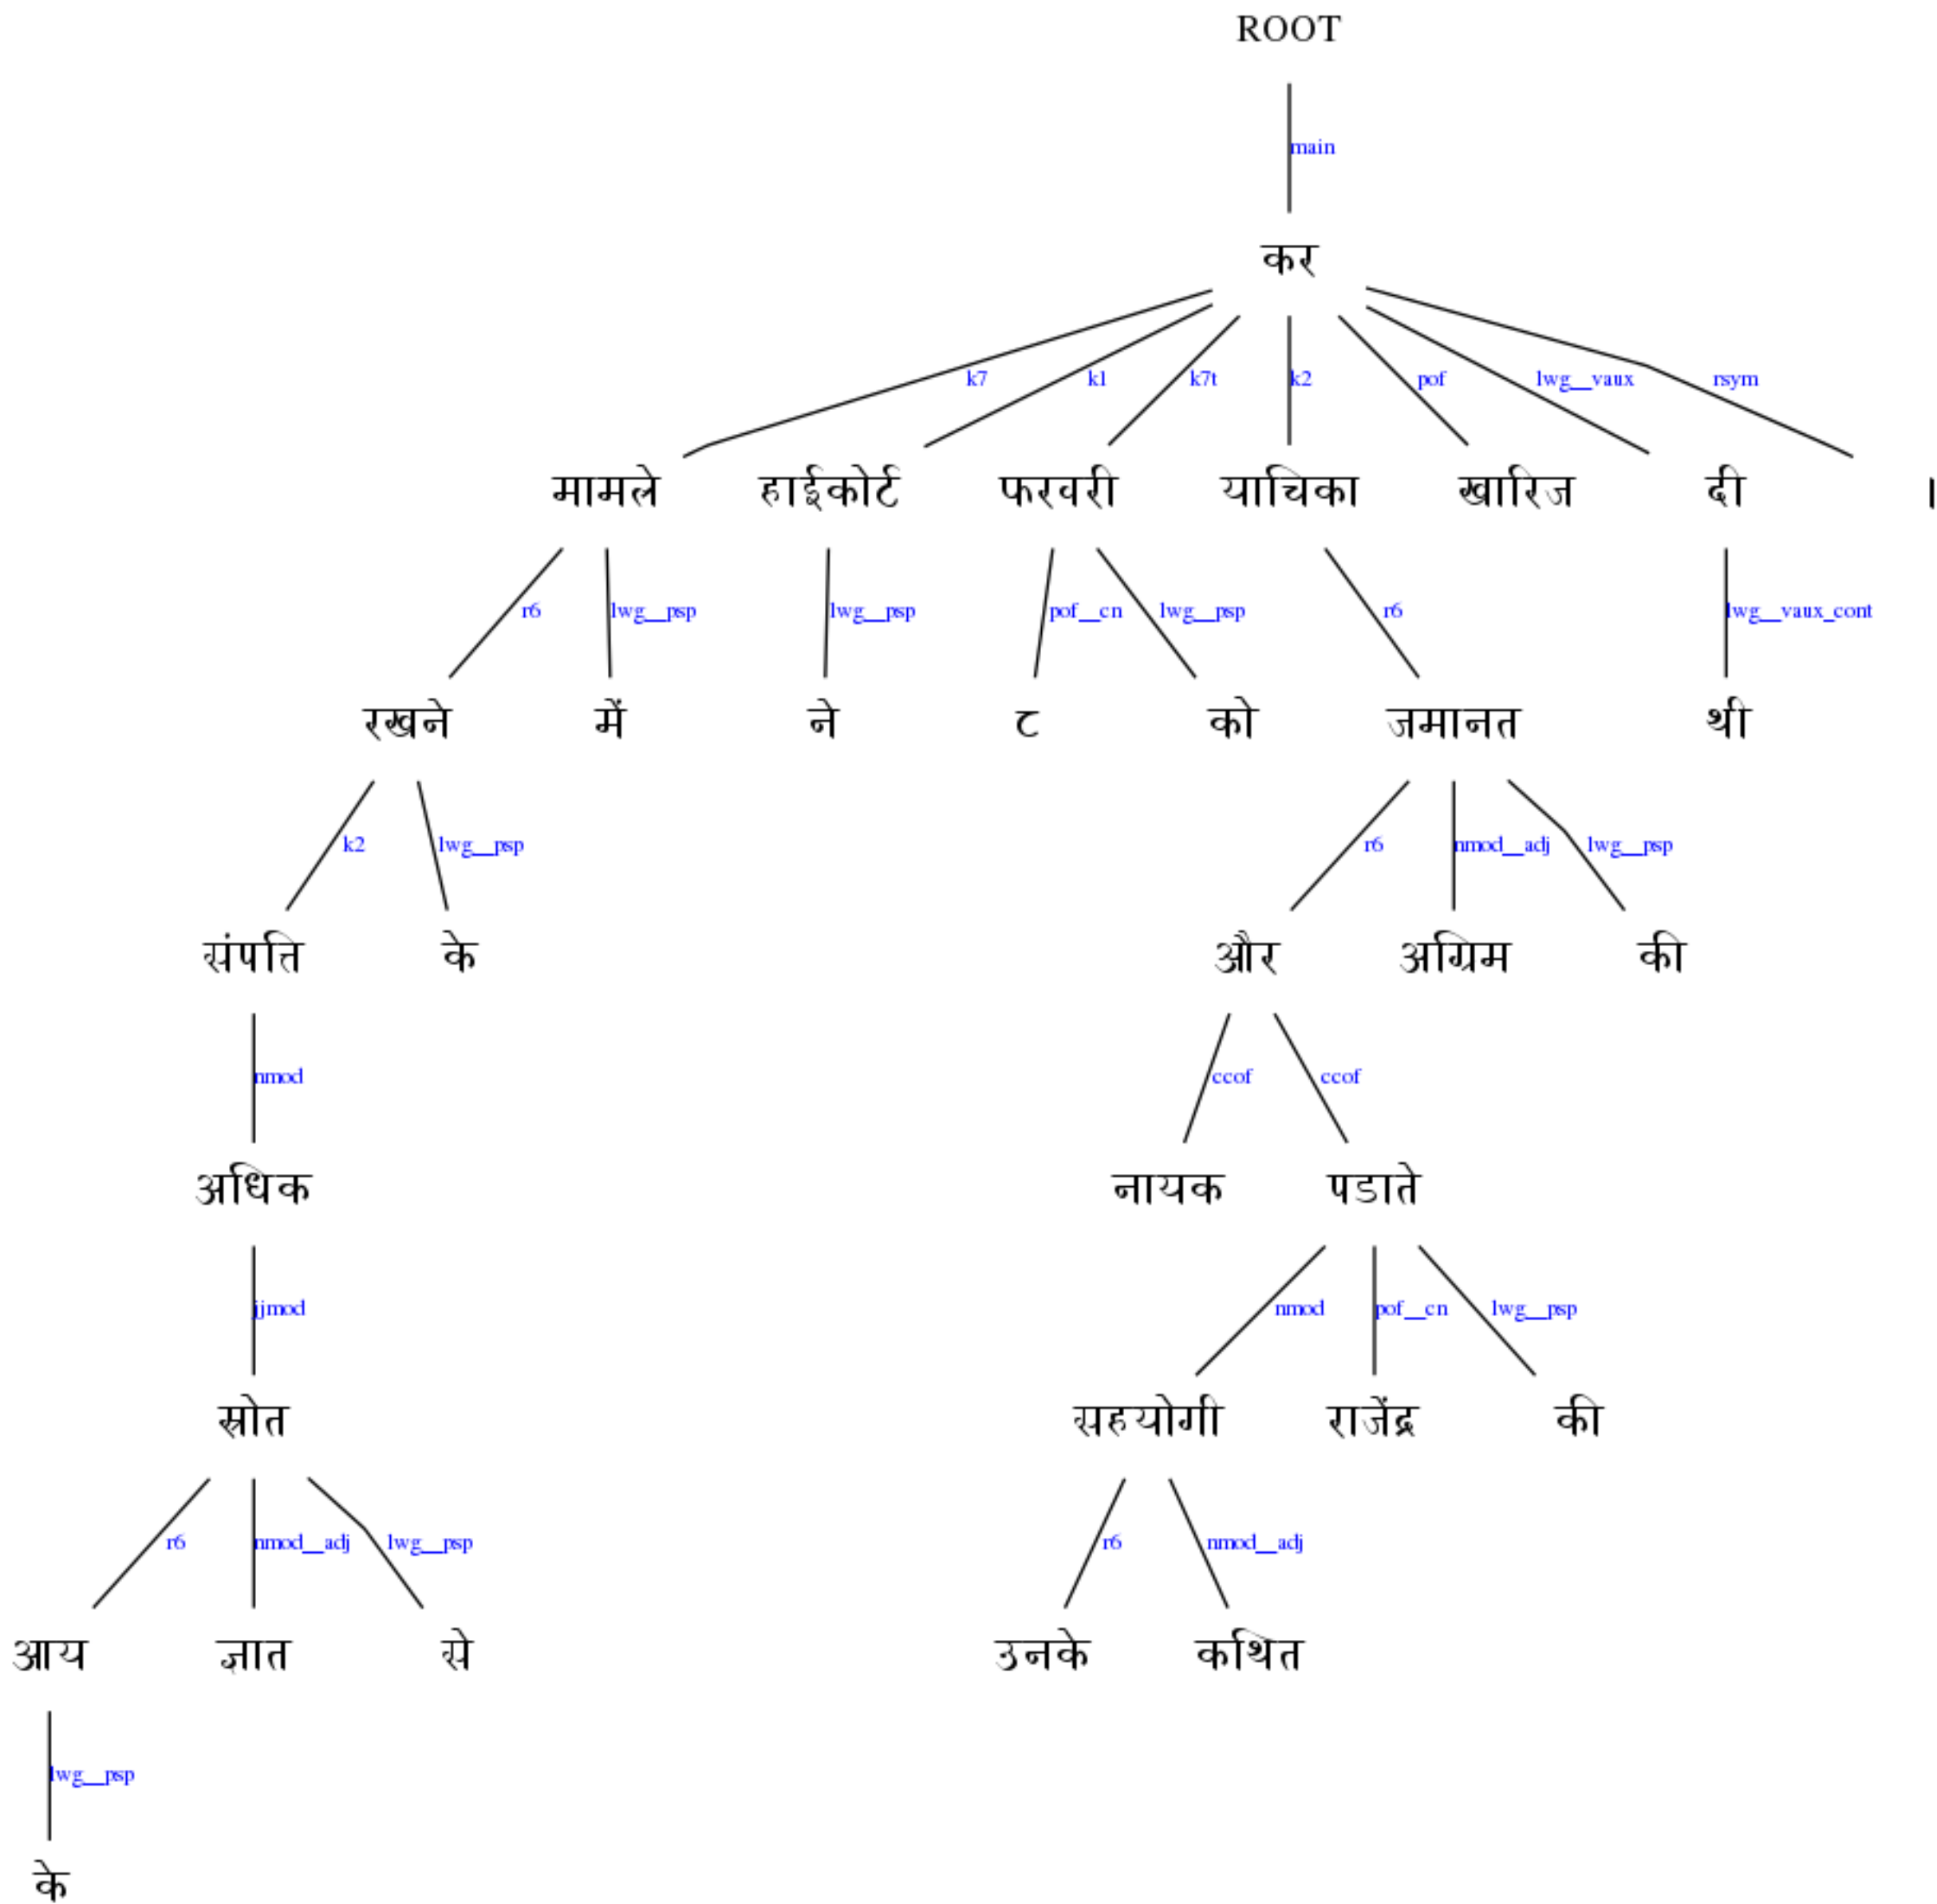 ROOT
main
कर
k7 k1 k7t k2 pof lwg__vaux rsym
मामले हाईकोर्ट फरवरी याचिका खारिज दी ।
r6 lwg__psp lwg__psp pof__cn lwg__psp r6 lwg__vaux_cont
रखने में ने ८ को जमानत थी
k2 lwg__psp r6 nmod__adj lwg__psp
संपत्ति के और अग्रिम की
nmod ccof ccof
अधिक नायक पडाते
jjmod nmod pof__cn lwg__psp
स्रोत सहयोगी राजेंद्र की
r6 nmod__adj lwg__psp r6 nmod__adj
आय ज्ञात से उनके कथित
lwg__psp
के